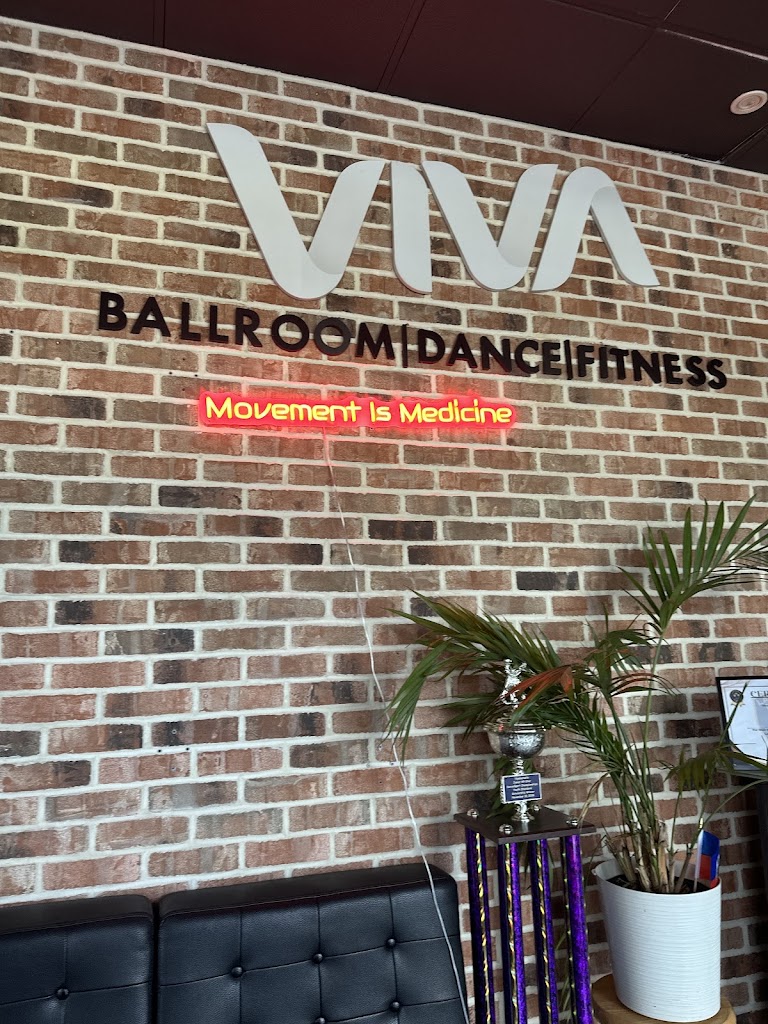 VIVA
BALLROOM|DANCE|FITNESS
Movement Is Medicine